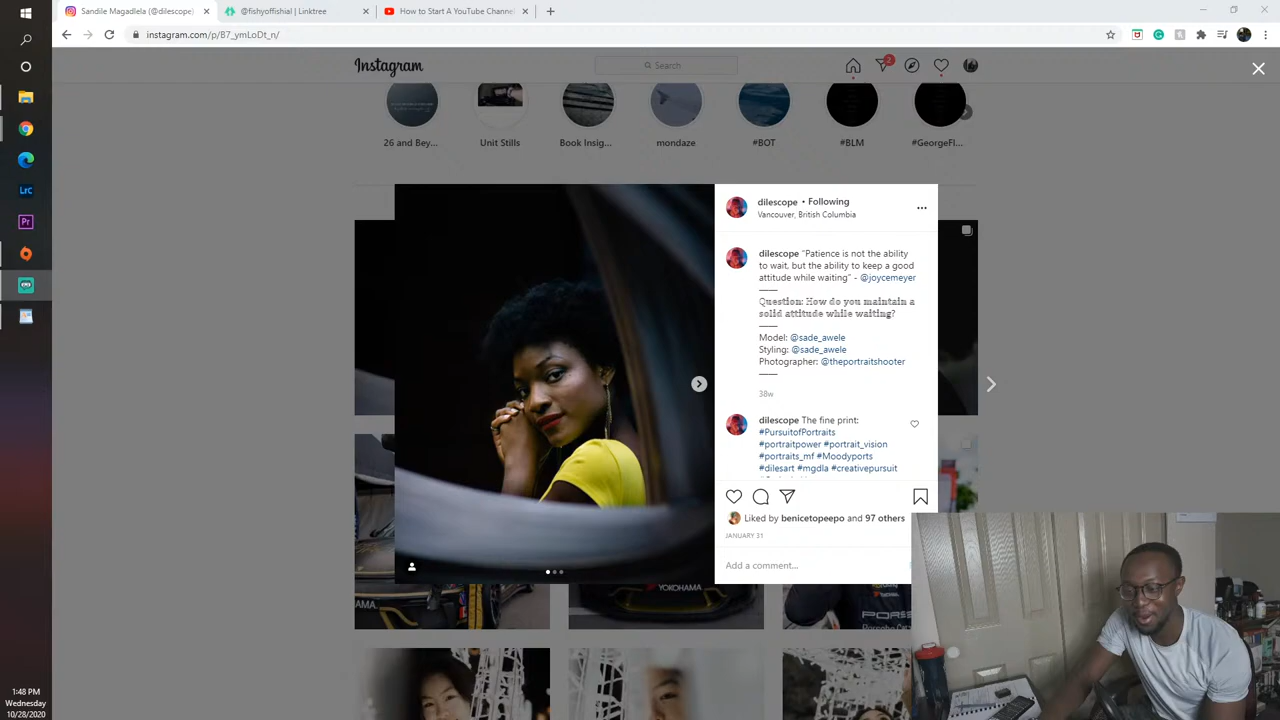 Sandile Magadlela (@dilescope)
@fishyoffishial | Linktree
How to Start A YouTube Channel
instagram.com/p/B7_ymLoDt_n/
Instagram
Search
2
26 and Bey...
Unit Stills
Book Insig...
mondaze
#BOT
#BLM
#GeorgeFl...
dilescope • Following
Vancouver, British Columbia
dilescope "Patience is not the ability
to wait, but the ability to keep a good
attitude while waiting" - @joycemeyer
Question: How do you maintain a
solid attitude while waiting?
Model: @sade_awele
Styling: @sade_awele
Photographer: @theportraitshooter
38w
dilescope The fine print:
#PursuitofPortraits
#portraitpower #portrait_vision
#portraits_mf #Moodyports
#dilesart #mgdla #creativepursuit
Liked by benicetopeepo and 97 others
JANUARY 31
Add a comment...
YOKOHAMA
PORSCHE
LrC
Pr
1:48 PM
Wednesday
10/28/2020